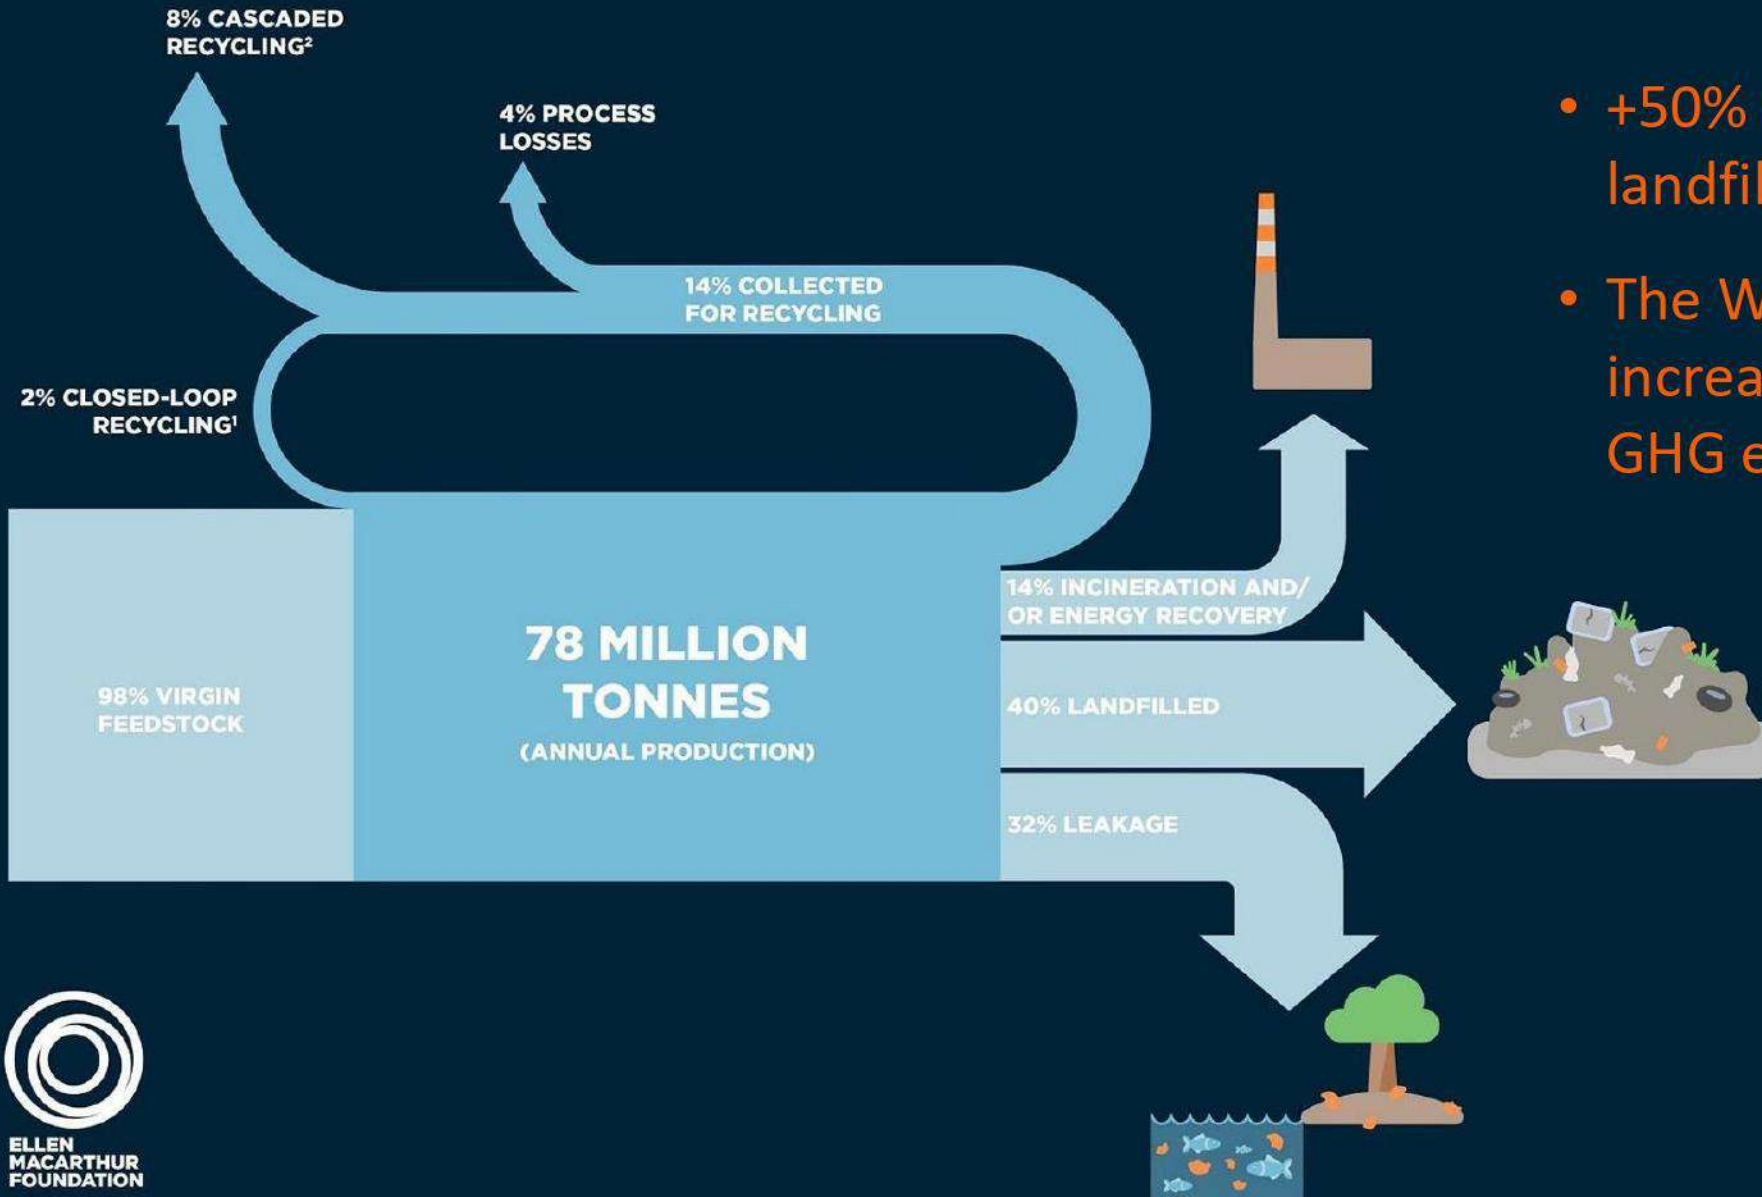 8% CASCADED
RECYCLING²
4% PROCESS
LOSSES
14% COLLECTED
FOR RECYCLING
2% CLOSED-LOOP
RECYCLING¹
98% VIRGIN
FEEDSTOCK
78 MILLION
TONNES
(ANNUAL PRODUCTION)
14% INCINERATION AND/
OR ENERGY RECOVERY
40% LANDFILLED
32% LEAKAGE
ELLEN
MACARTHUR
FOUNDATION
• +50%
• The
GHG